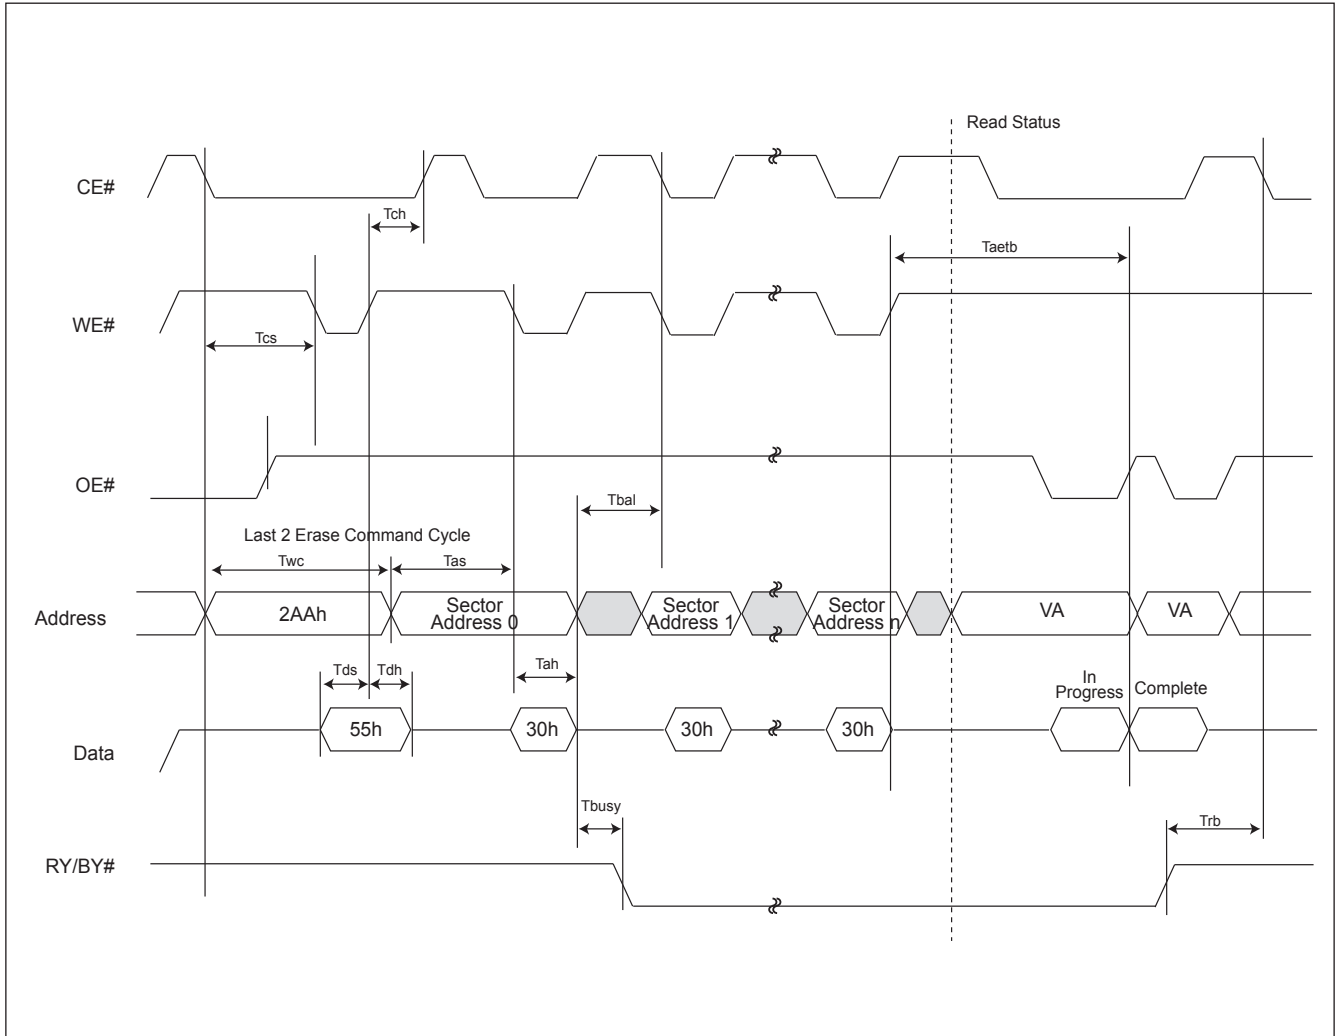 Read Status
CE#
Tch
Taetb
WE#
Tcs
OE#
Tbal
Last 2 Erase Command Cycle
Twc
Tas
Address
2AAh
Sector
Address 0
Sector
Address 1
Sector
Address n
VA
VA
Tds
Tdh
Tah
In
Progress
Complete
Data
55h
30h
30h
30h
Tbusy
Trb
RY/BY#